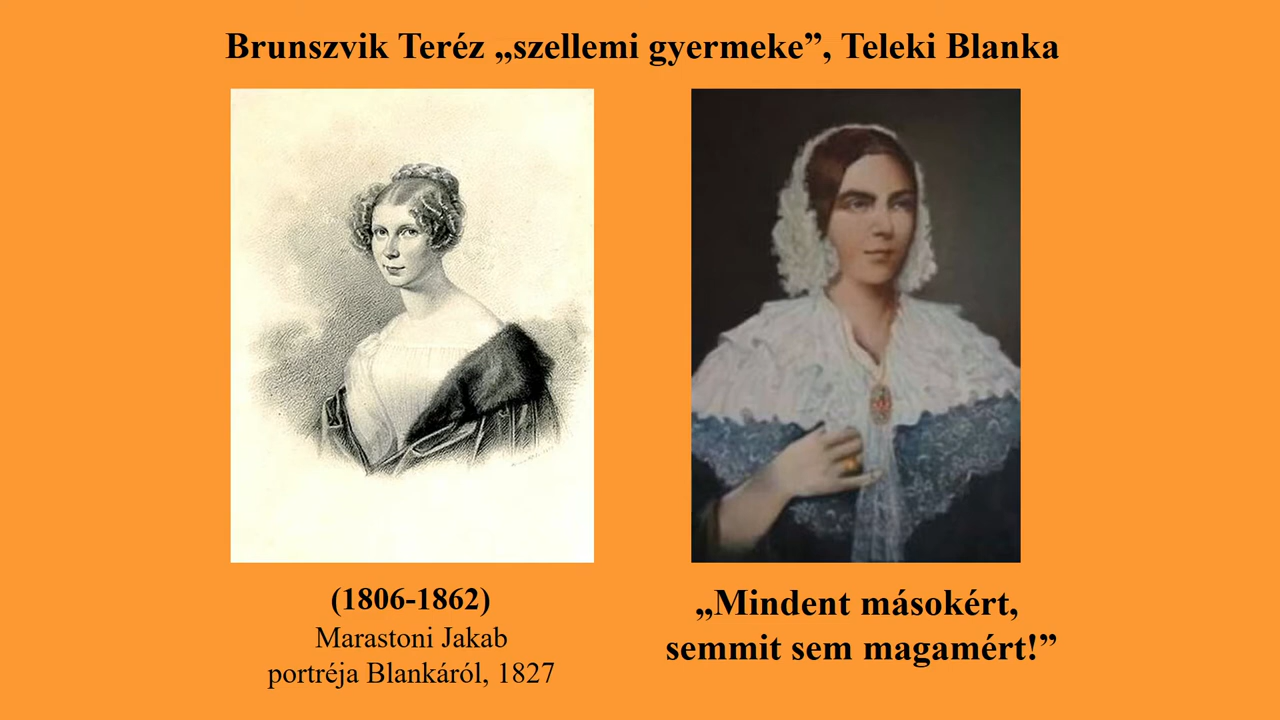 Brunszvik Teréz „szellemi gyermeke”, Teleki Blanka
(1806-1862)
Marastoni Jakab
portréja Blankáról, 1827
„Mindent másokért,
semmit sem magamért!”